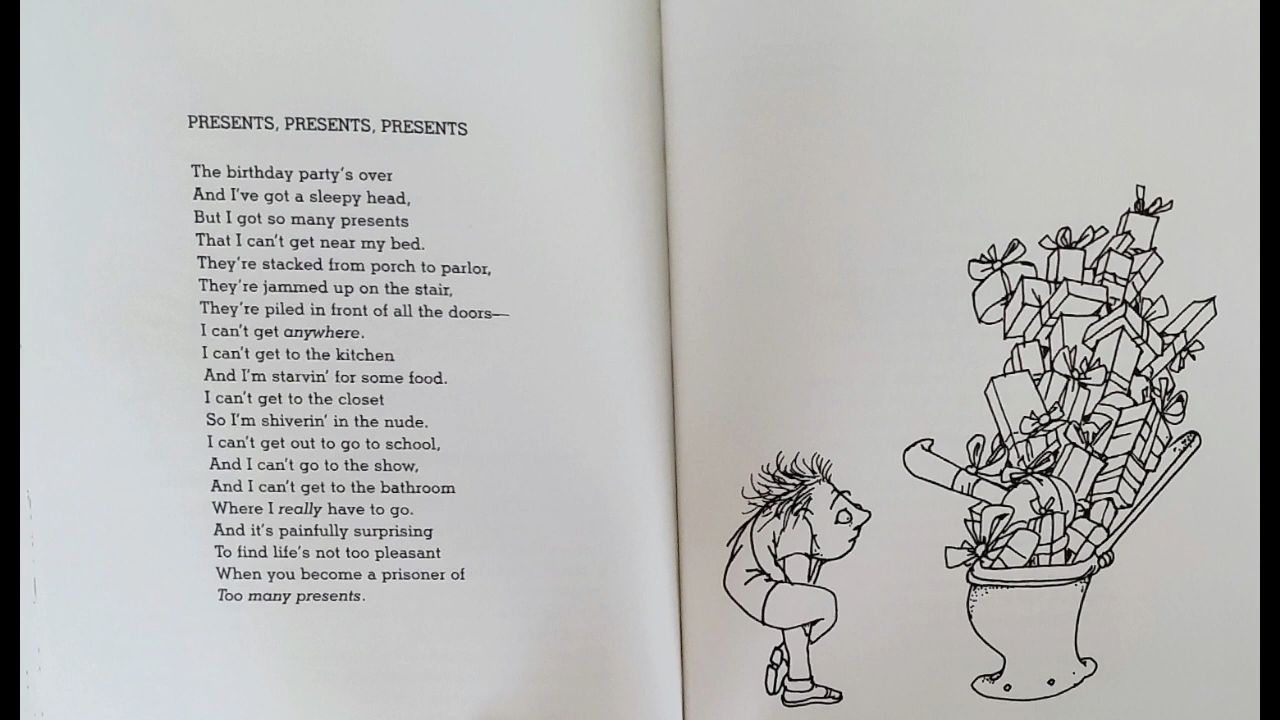 PRESENTS, PRESENTS, PRESENTS
The birthday party's over
And I've got a sleepy head,
But I got so many presents
That I can't get near my bed.
They're stacked from porch to parlor,
They're jammed up on the stair,
They're piled in front of all the doors—
I can't get anywhere.
I can't get to the kitchen
And I'm starvin' for some food.
I can't get to the closet
So I'm shiverin' in the nude.
I can't get out to go to school,
And I can't go to the show,
And I can't get to the bathroom
Where I really have to go.
And it's painfully surprising
To find life's not too pleasant
When you become a prisoner of
Too many presents.